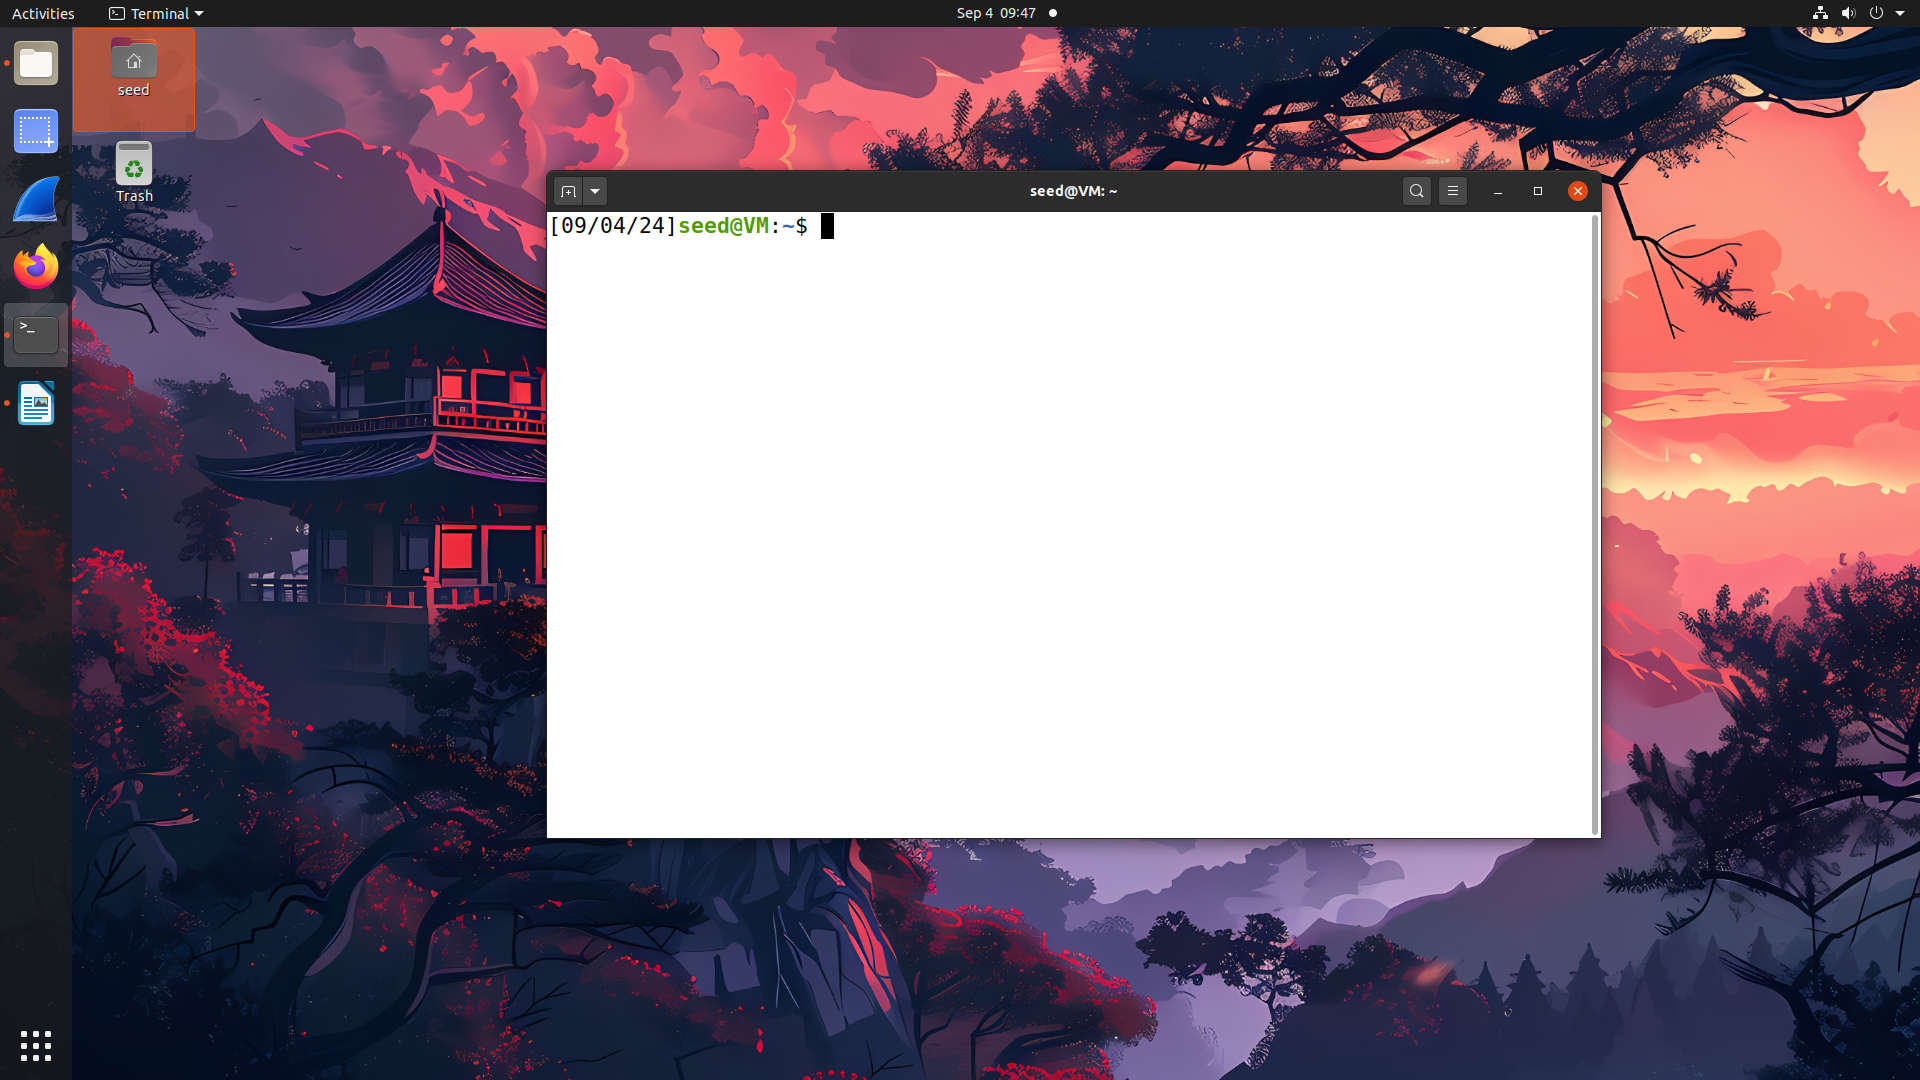 Activities
Terminal
Sep 4 09:47
seed
Trash
>_
seed@VM: ~
[09/04/24]seed@VM:~$